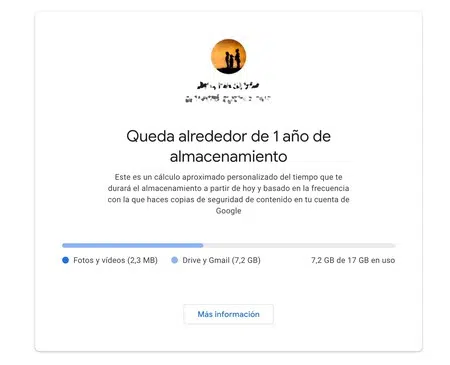 Queda alrededor de 1 año de
almacenamiento
Este es un cálculo aproximado personalizado del tiempo que te
durará el almacenamiento a partir de hoy y basado en la frecuencia
con la que haces copias de seguridad de contenido en tu cuenta de
Google
Fotos y vídeos (2,3 MB) Drive y Gmail (7,2 GB) 7,2 GB de 17 GB en uso
Más información